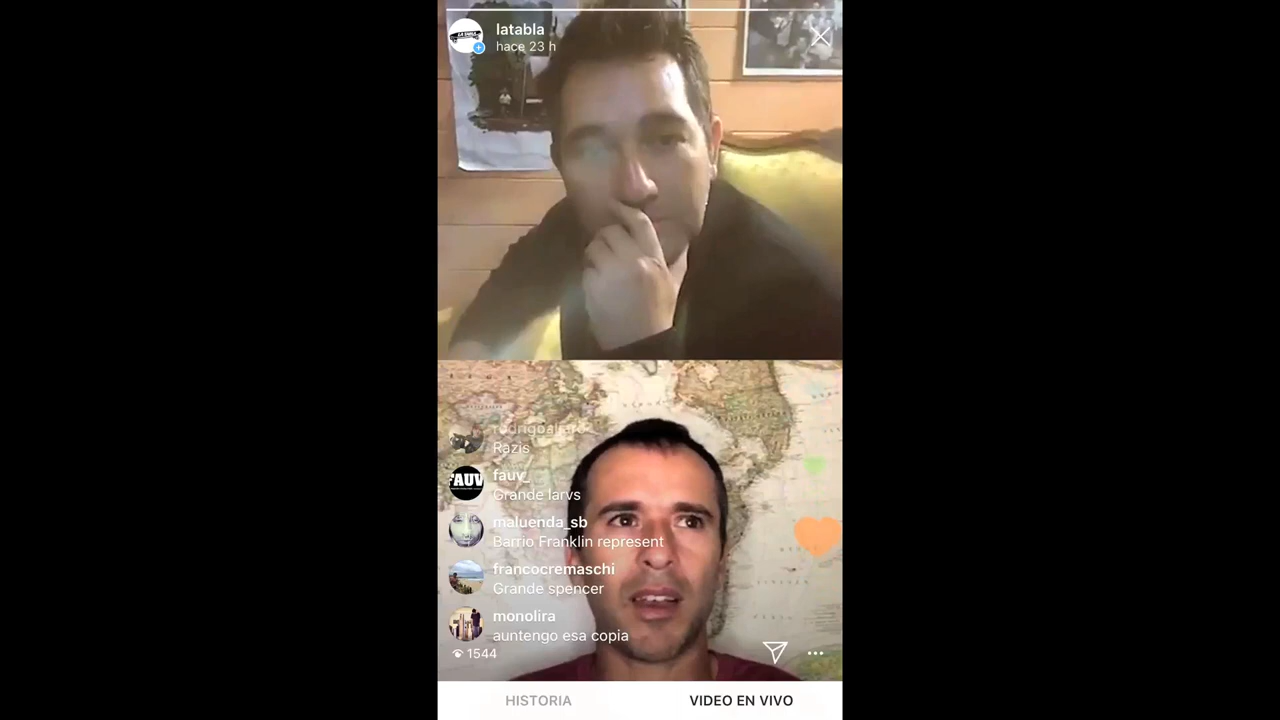 latabla
hace 23 h
Razis
fauv_
Grande larvs
maluenda_sb
Barrio Franklin represent
francocremaschi
Grande spencer
monolira
auntengo esa copia
1544
HISTORIA
VIDEO EN VIVO